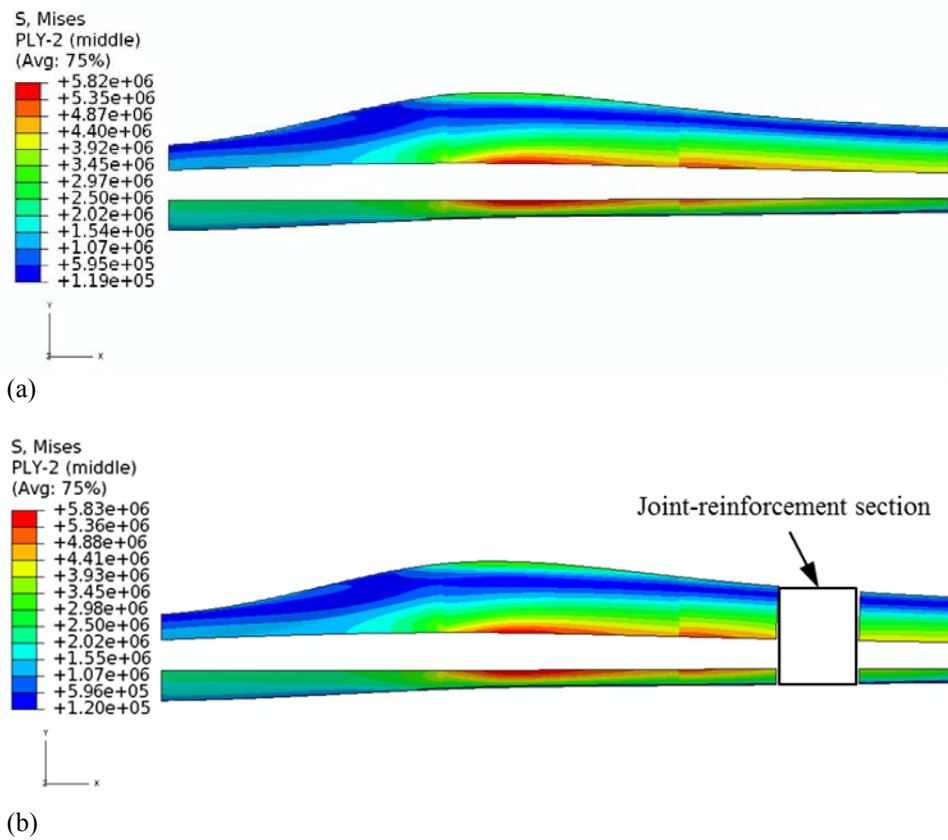 S, Mises
PLY-2 (middle)
(Avg: 75%)
+5.82e+06
+5.35e+06
+4.87e+06
+4.40e+06
+3.92e+06
+3.45e+06
+2.97e+06
+2.50e+06
+2.02e+06
+1.54e+06
+1.07e+06
+5.95e+05
+1.19e+05
Y
Z X
(a)
S, Mises
PLY-2 (middle)
(Avg: 75%)
+5.83e+06
+5.36e+06
+4.88e+06
+4.41e+06
+3.93e+06
+3.45e+06
+2.98e+06
+2.50e+06
+2.02e+06
+1.55e+06
+1.07e+06
+5.96e+05
+1.20e+05
Joint-reinforcement section
Y
Z X
(b)